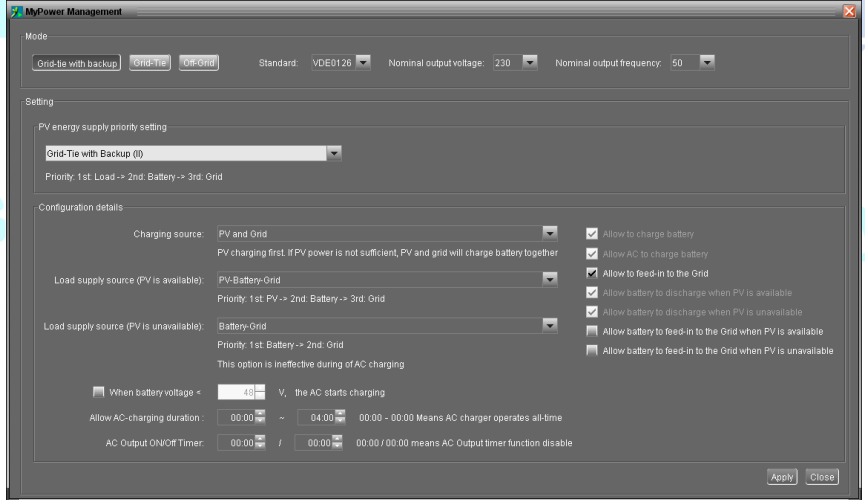 MyPower Management
Mode
Grid-tie with backup Grid-Tie Off-Grid Standard: VDE0126 Nominal output voltage: 230 Nominal output frequency: 50
Setting
PV energy supply priority setting
Grid-Tie with Backup (II)
Priority: 1st: Load -> 2nd: Battery -> 3rd: Grid
Configuration details
Charging source: PV and Grid Allow to charge battery
PV charging first. If PV power is not sufficient, PV and grid will charge battery together Allow AC to charge battery
Allow to feed-in to the Grid
Load supply source (PV is available): PV-Battery-Grid
Priority: 1st: PV -> 2nd: Battery -> 3rd: Grid Allow battery to discharge when PV is available
Allow battery to discharge when PV is unavailable
Load supply source (PV is unavailable): Battery-Grid Allow battery to feed-in to the Grid when PV is available
Priority: 1st: Battery -> 2nd: Grid Allow battery to feed-in to the Grid when PV is unavailable
This option is ineffective during of AC charging
When battery voltage < 48 V, the AC starts charging
Allow AC-charging duration : 00:00 ~ 04:00 00:00 - 00:00 Means AC charger operates all-time
AC Output ON/Off Timer: 00:00 / 00:00 00:00 / 00:00 means AC Output timer function disable
Apply Close